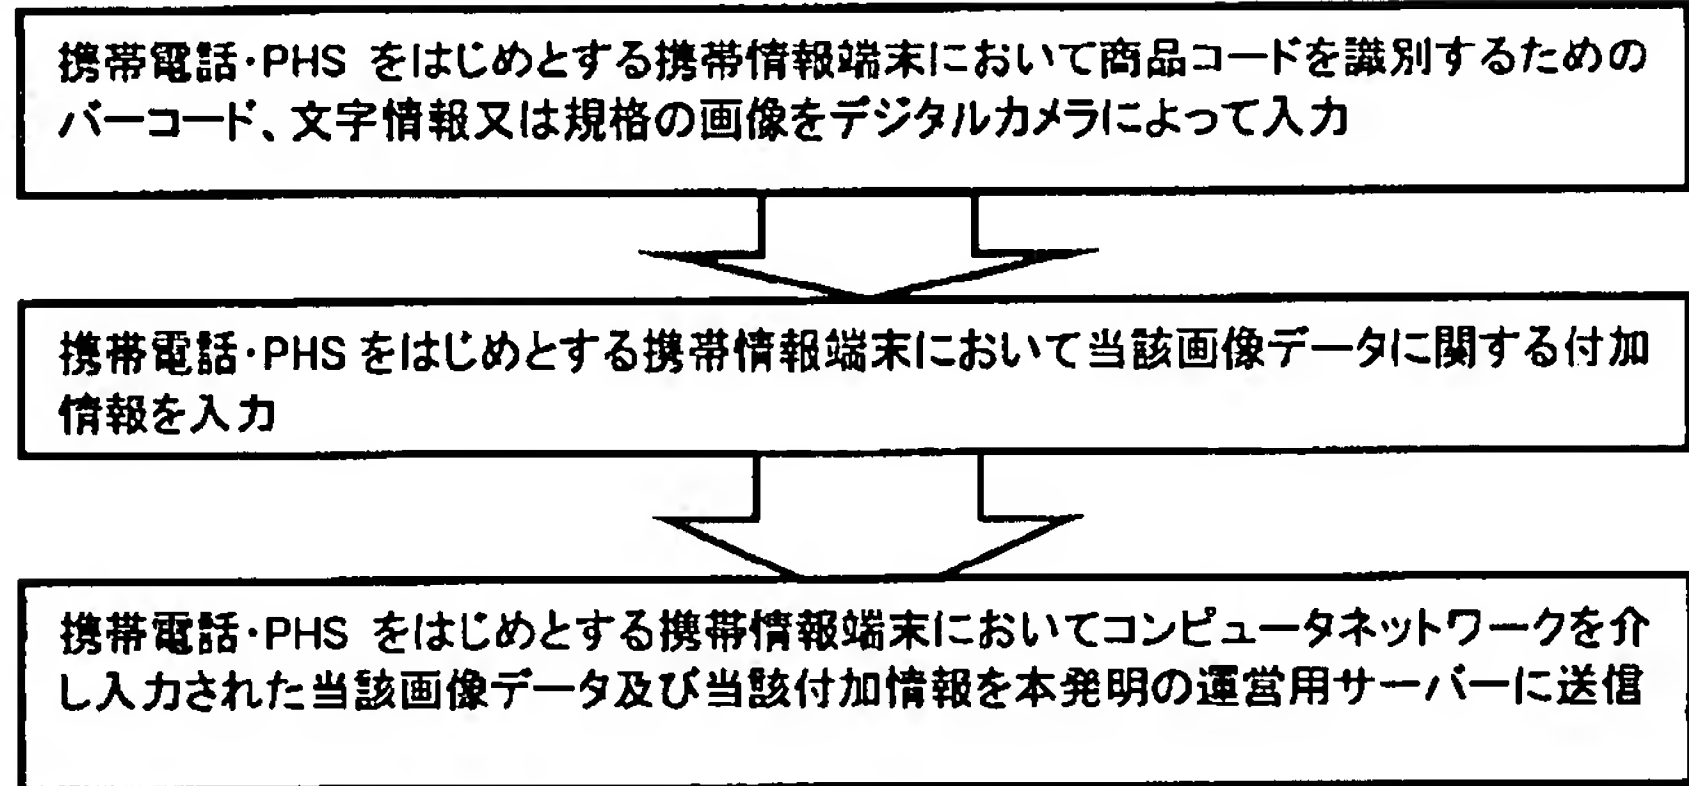 携帯電話・PHS をはじめとする携帯情報端末において商品コードを識別するための
バーコード、文字情報又は規格の画像をデジタルカメラによって入力
携帯電話・PHSをはじめとする携帯情報端末において当該画像データに関する付加
情報を入力
携帯電話・PHS をはじめとする携帯情報端末においてコンピュータネットワークを介
し入力された当該画像データ及び当該付加情報を本発明の運営用サーバーに送信